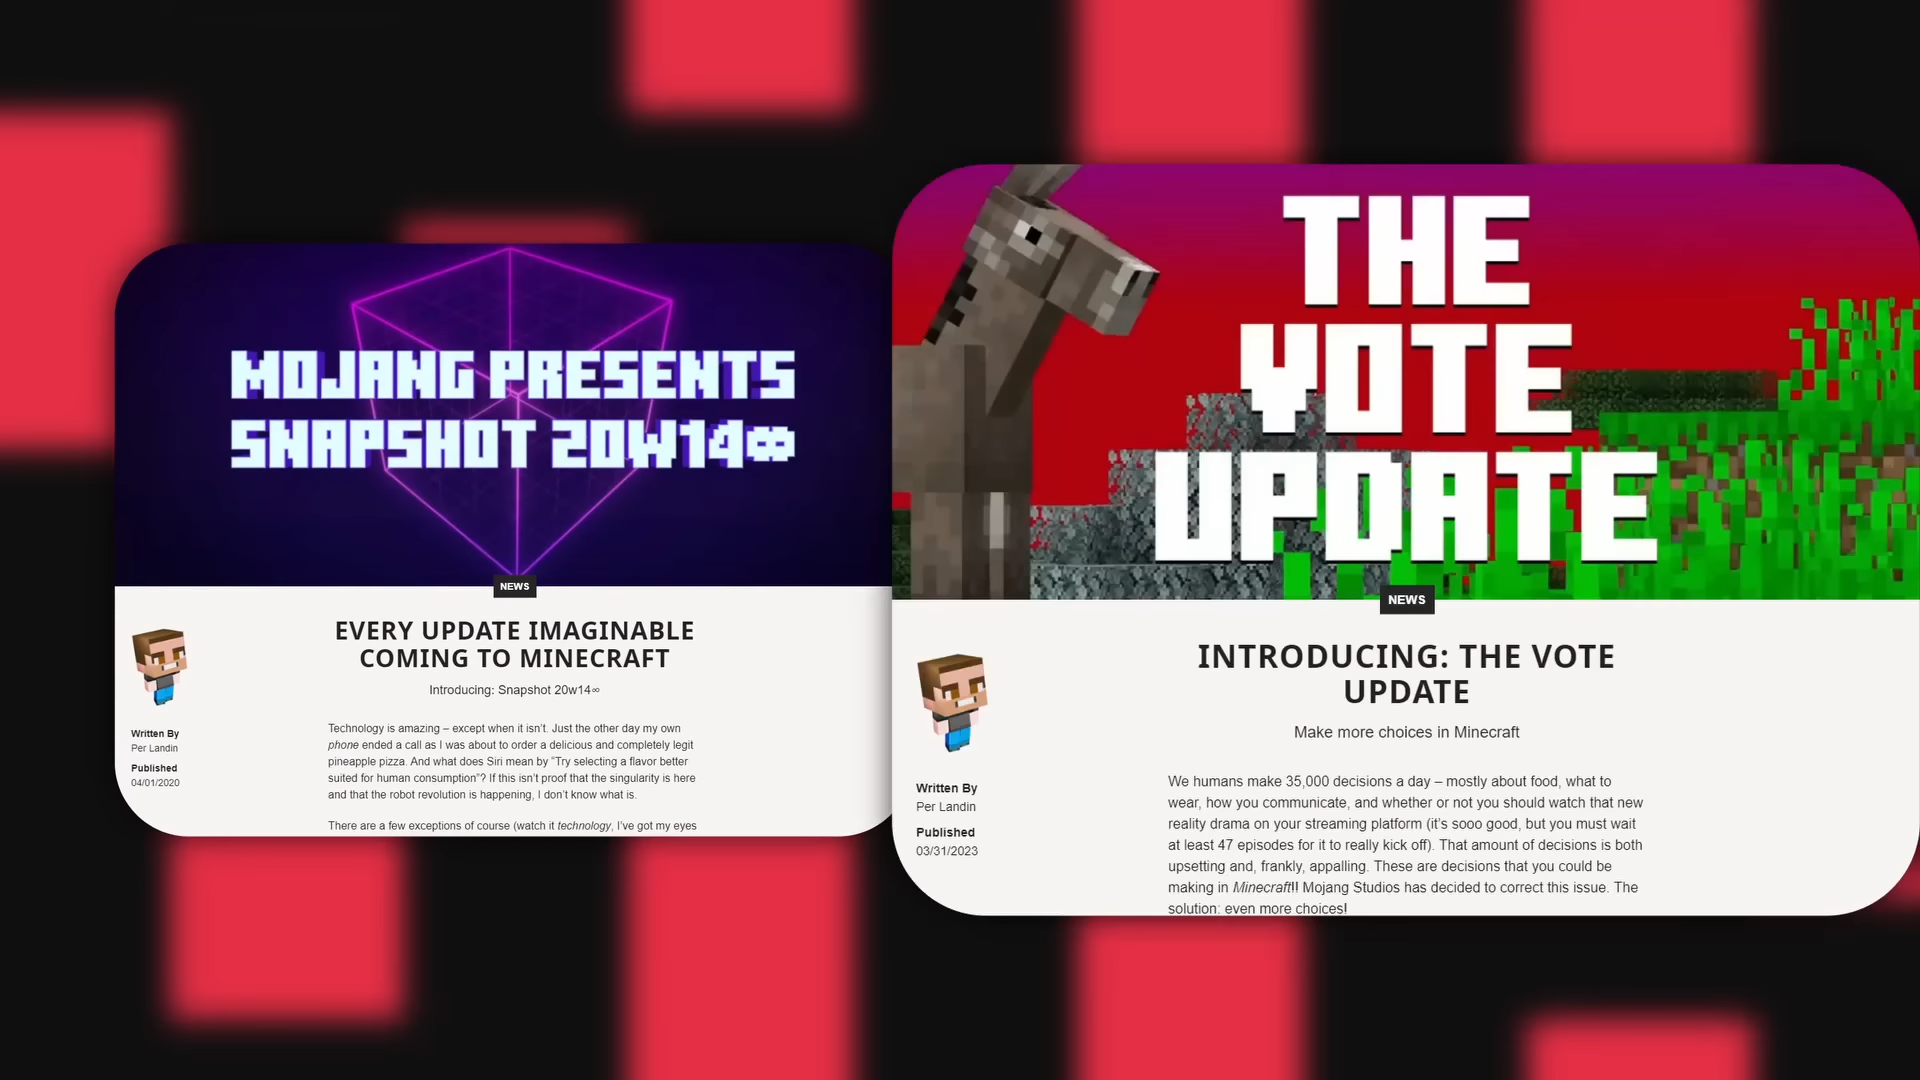 MOJANG PRESENTS
SNAPSHOT 20W14∞
NEWS
EVERY UPDATE IMAGINABLE
COMING TO MINECRAFT
Introducing: Snapshot 20w14∞
Written By
Per Landin
Published
04/01/2020
Technology is amazing – except when it isn’t. Just the other day my own
phone ended a call as I was about to order a delicious and completely legit
pineapple pizza. And what does Siri mean by “Try selecting a flavor better
suited for human consumption”? If this isn’t proof that the singularity is here
and that the robot revolution is happening, I don’t know what is.
There are a few exceptions of course (watch it technology, I’ve got my eyes
THE
VOTE
UPDATE
NEWS
INTRODUCING: THE VOTE
UPDATE
Make more choices in Minecraft
Written By
Per Landin
Published
03/31/2023
We humans make 35,000 decisions a day – mostly about food, what to
wear, how you communicate, and whether or not you should watch that new
reality drama on your streaming platform (it’s sooo good, but you must wait
at least 47 episodes for it to really kick off). That amount of decisions is both
upsetting and, frankly, appalling. These are decisions that you could be
making in Minecraft!! Mojang Studios has decided to correct this issue. The
solution: even more choices!